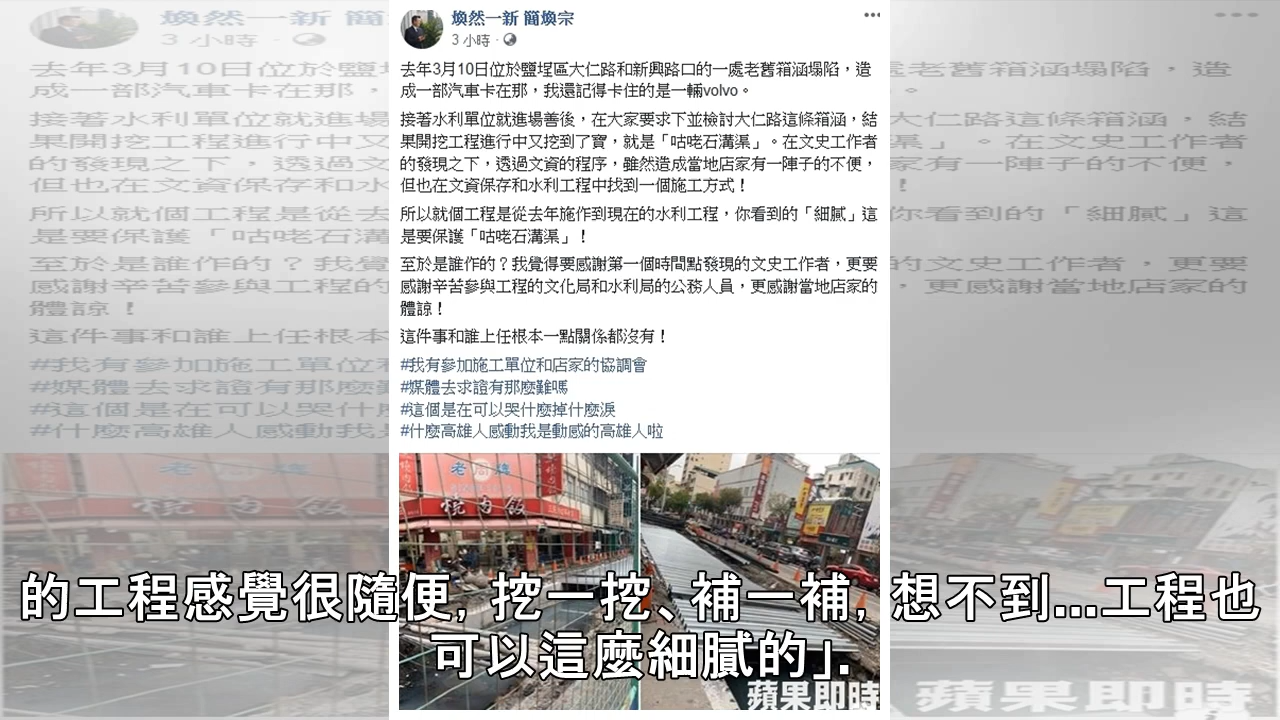 煥然一新 簡煥宗
3 小時
去年3月10日位於鹽埕區大仁路和新興路口的一處老舊箱涵塌陷，造
成一部汽車卡在那，我還記得卡住的是一輛volvo。
接著水利單位就進場善後，在大家要求下並檢討大仁路這條箱涵，結
果開挖工程進行中又挖到了寶，就是「咕咾石溝渠」。在文史工作者
的發現之下，透過文資的程序，雖然造成當地店家有一陣子的不便，
但也在文資保存和水利工程中找到一個施工方式！
所以就個工程是從去年施作到現在的水利工程，你看到的「細膩」這
是要保護「咕咾石溝渠」！
至於是誰作的？我覺得要感謝第一個時間點發現的文史工作者，更要
感謝辛苦參與工程的文化局和水利局的公務人員，更感謝當地店家的
體諒！
這件事和誰上任根本一點關係都沒有！
#我有參加施工單位和店家的協調會
#媒體去求證有那麼難嗎
#這個是在可以哭什麼掉什麼淚
#什麼高雄人感動我是動感的高雄人啦
燒肉飯
的工程感覺很隨便, 挖一挖、補一補, 想不到...工程也
可以這麼細膩的」.
蘋果即時